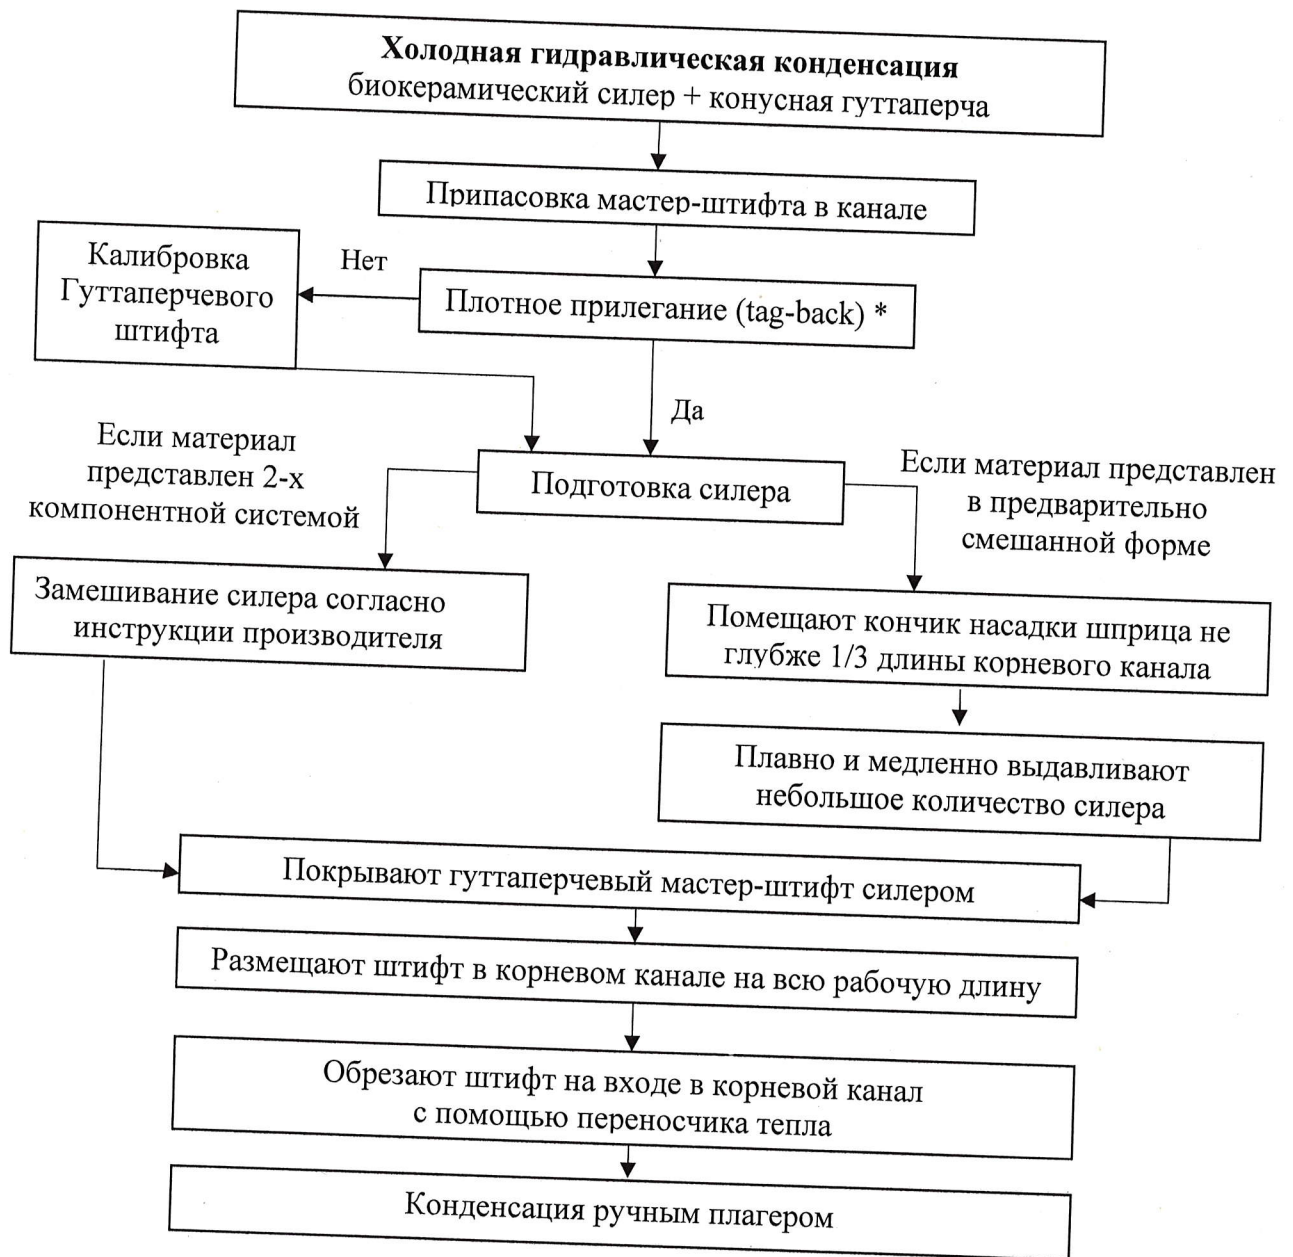 Холодная гидравлическая конденсация
биокерамический силер + конусная гуттаперча
Припасовка мастер-штифта в канале
Калибровка
Гуттаперчевого
штифта
Нет
Плотное прилегание (tag-back) *
Да
Если материал
представлен 2-х
компонентной системой
Подготовка силера
Если материал представлен
в предварительно
смешанной форме
Замешивание силера согласно
инструкции производителя
Помещают кончик насадки шприца не
глубже 1/3 длины корневого канала
Плавно и медленно выдавливают
небольшое количество силера
Покрывают гуттаперчевый мастер-штифт силером
Размещают штифт в корневом канале на всю рабочую длину
Обрезают штифт на входе в корневой канал
с помощью переносчика тепла
Конденсация ручным плагером